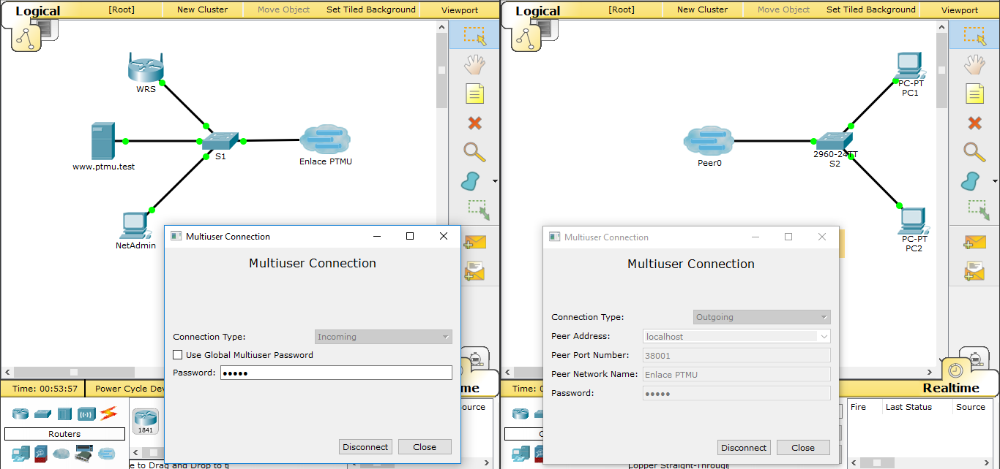 Logical [Root] New Cluster Move Object Set Tiled Background Viewport
WRS
S1
www.ptmu.test
Enlace PTMU
NetAdmin
Multiuser Connection
Multiuser Connection
Connection Type: Incoming
Use Global Multiuser Password
Password: •••••
Disconnect Close
Time: 00:53:57 Power Cycle Dev
me
ource
Routers
1841
e to Drag and Drop to t
Logical [Root] New Cluster Move Object Set Tiled Background Viewport
PC-PT
PC1
2960-24TT
S2
Peer0
PC-PT
PC2
Multiuser Connection
Multiuser Connection
Connection Type: Outgoing
Peer Address: localhost
Peer Port Number: 38001
Peer Network Name: Enlace PTMU
Password: •••••
Disconnect Close
Time: 0
Realtime
Fire Last Status Source
C
Copper Straight-Throug